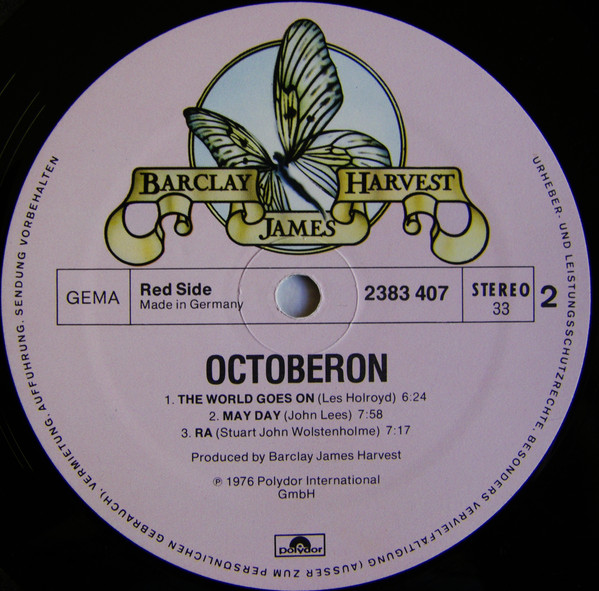 BARCLAY JAMES HARVEST
GEMA
Red Side
Made in Germany
2383 407
STEREO
33
2
OCTOBERON
1. THE WORLD GOES ON (Les Holroyd) 6:24
2. MAY DAY (John Lees) 7:58
3. RA (Stuart John Wolstenholme) 7:17
Produced by Barclay James Harvest
℗ 1976 Polydor International
GmbH
Polydor
URHEBER- UND LEISTUNGSSCHUTZRECHTE, BESONDERS VERVIELFÄLTIGUNG (AUSSER ZUM PERSÖNLICHEN GEBRAUCH), VERMIETUNG, AUFFÜHRUNG, SENDUNG VORBEHALTEN